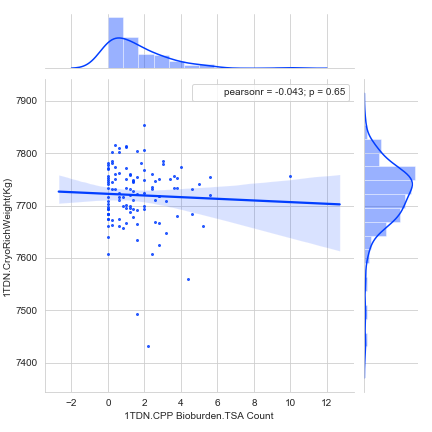 pearsonr = -0.043; p = 0.65
7900
7800
7700
7600
7500
7400
1TDN.CryoRichWeight(Kg)
−2 0 2 4 6 8 10 12
1TDN.CPP Bioburden.TSA Count